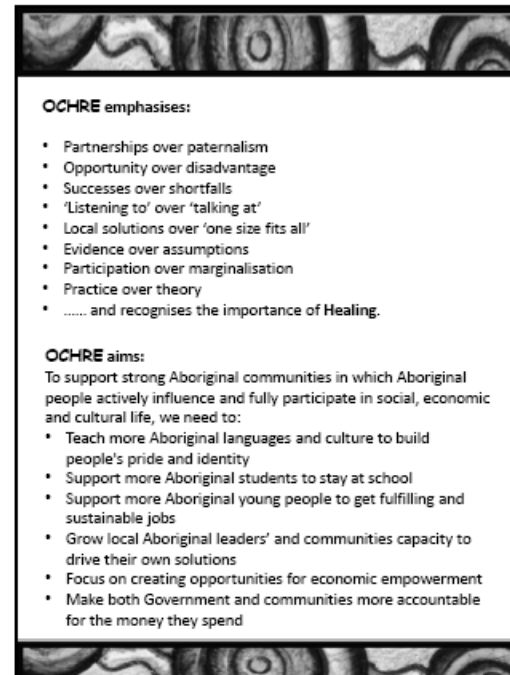 OCHRE emphasises:
• Partnerships over paternalism
• Opportunity over disadvantage
• Successes over shortfalls
• 'Listening to' over 'talking at'
• Local solutions over 'one size fits all'
• Evidence over assumptions
• Participation over marginalisation
• Practice over theory
• ...... and recognises the importance of Healing.
OCHRE aims:
To support strong Aboriginal communities in which Aboriginal
people actively influence and fully participate in social, economic
and cultural life, we need to:
• Teach more Aboriginal languages and culture to build
people's pride and identity
• Support more Aboriginal students to stay at school
• Support more Aboriginal young people to get fulfilling and
sustainable jobs
• Grow local Aboriginal leaders' and communities capacity to
drive their own solutions
• Focus on creating opportunities for economic empowerment
• Make both Government and communities more accountable
for the money they spend